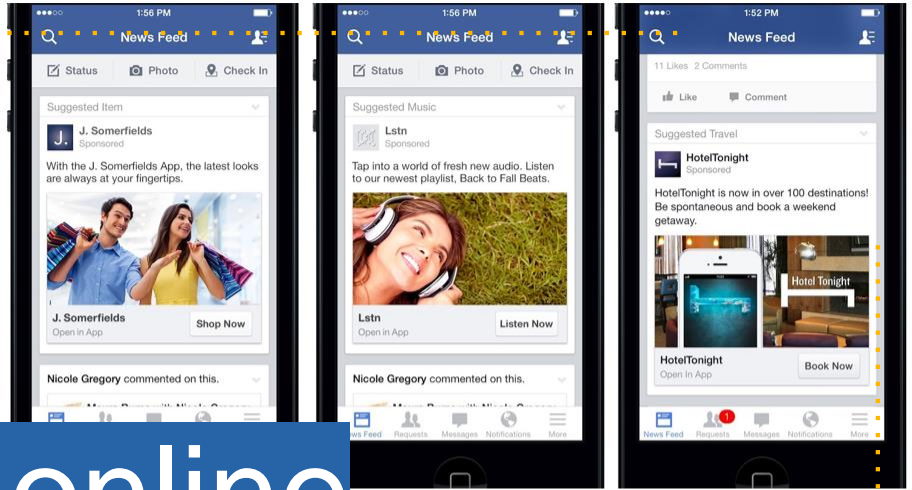 1:56 PM
News Feed
Status Photo Check In
Suggested Item
J.
J. Somerfields
Sponsored
With the J. Somerfields App, the latest looks
are always at your fingertips.
J. Somerfields
Open in App
Shop Now
Nicole Gregory commented on this.
online
1:56 PM
News Feed
Status Photo Check In
Suggested Music
Lstn
Sponsored
Tap into a world of fresh new audio. Listen
to our newest playlist, Back to Fall Beats.
Lstn
Open in App
Listen Now
Nicole Gregory commented on this.
News Feed Requests Messages Notifications More
1:52 PM
News Feed
11 Likes 2 Comments
Like Comment
Suggested Travel
HotelTonight
Sponsored
HotelTonight is now in over 100 destinations!
Be spontaneous and book a weekend
getaway.
Hotel Tonight
HotelTonight
Open In App
Book Now
1
News Feed Requests Messages Notifications More